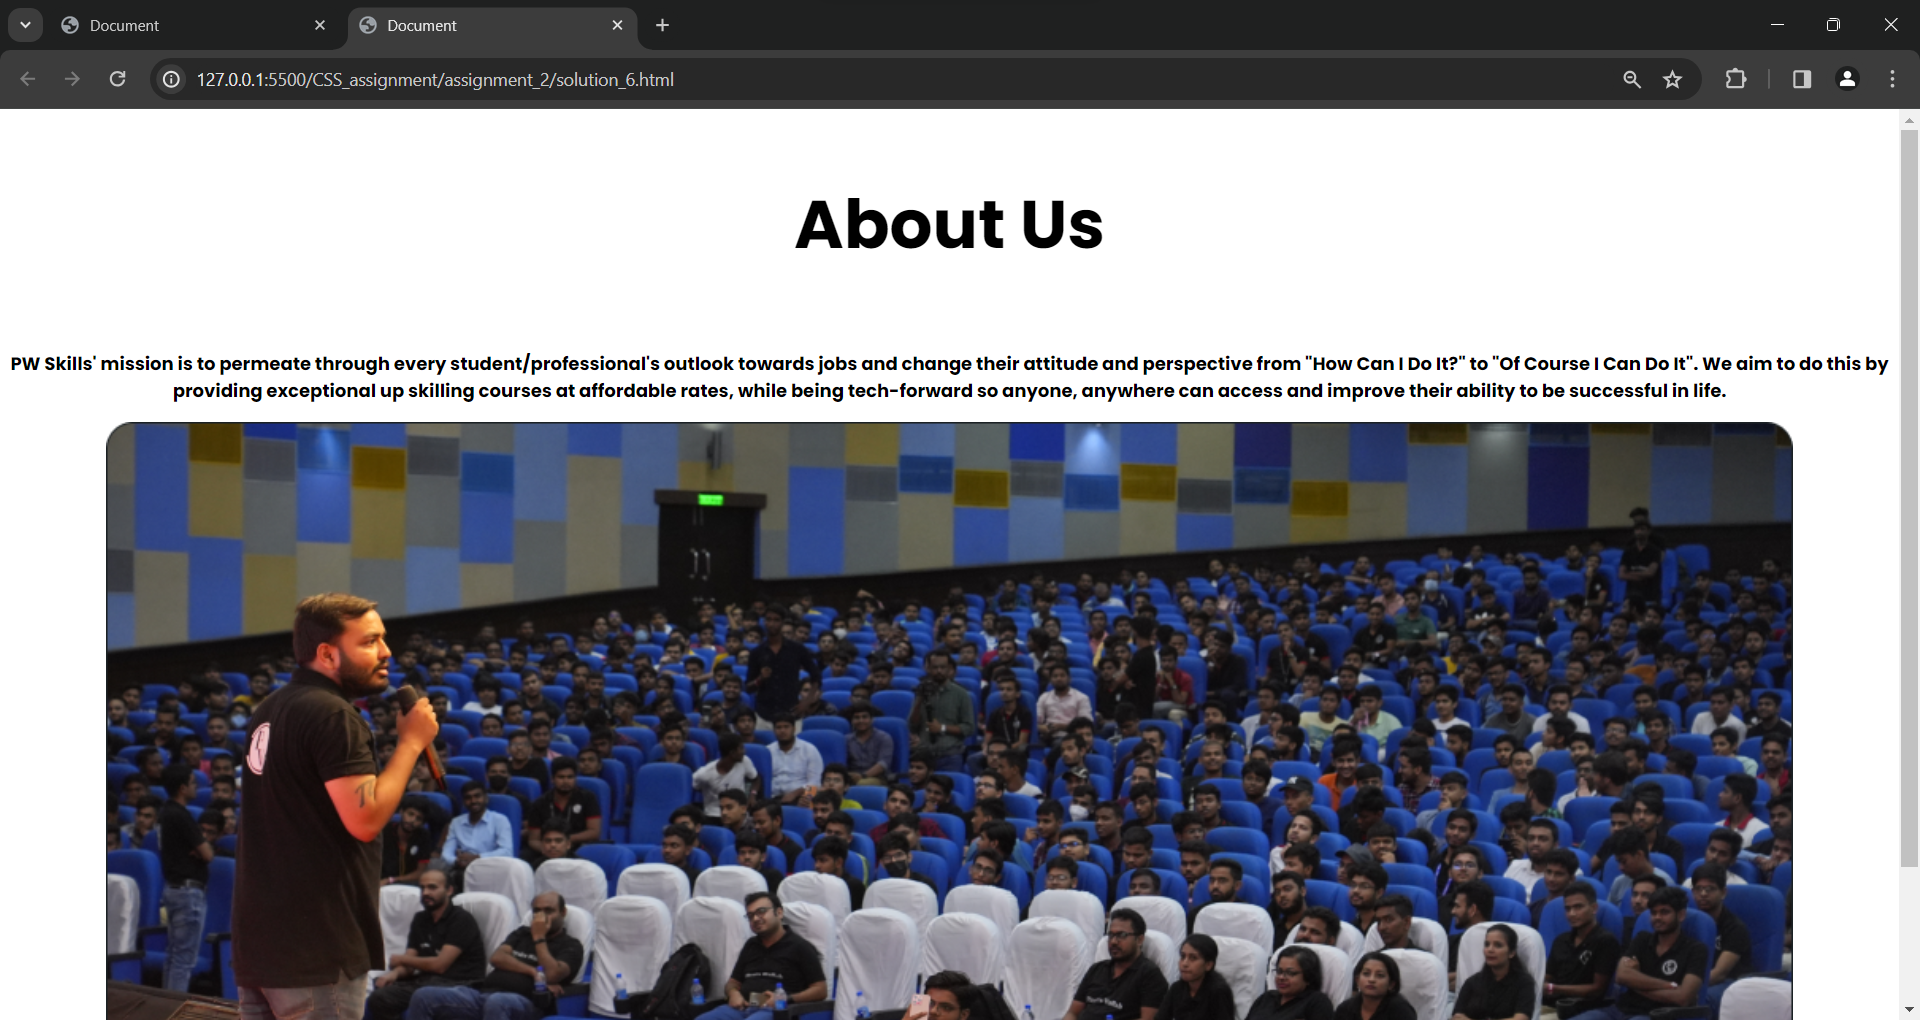 Document
Document
127.0.0.1:5500/CSS_assignment/assignment_2/solution_6.html
About Us
PW Skills' mission is to permeate through every student/professional's outlook towards jobs and change their attitude and perspective from "How Can I Do It?" to "Of Course I Can Do It". We aim to do this by
providing exceptional up skilling courses at affordable rates, while being tech-forward so anyone, anywhere can access and improve their ability to be successful in life.